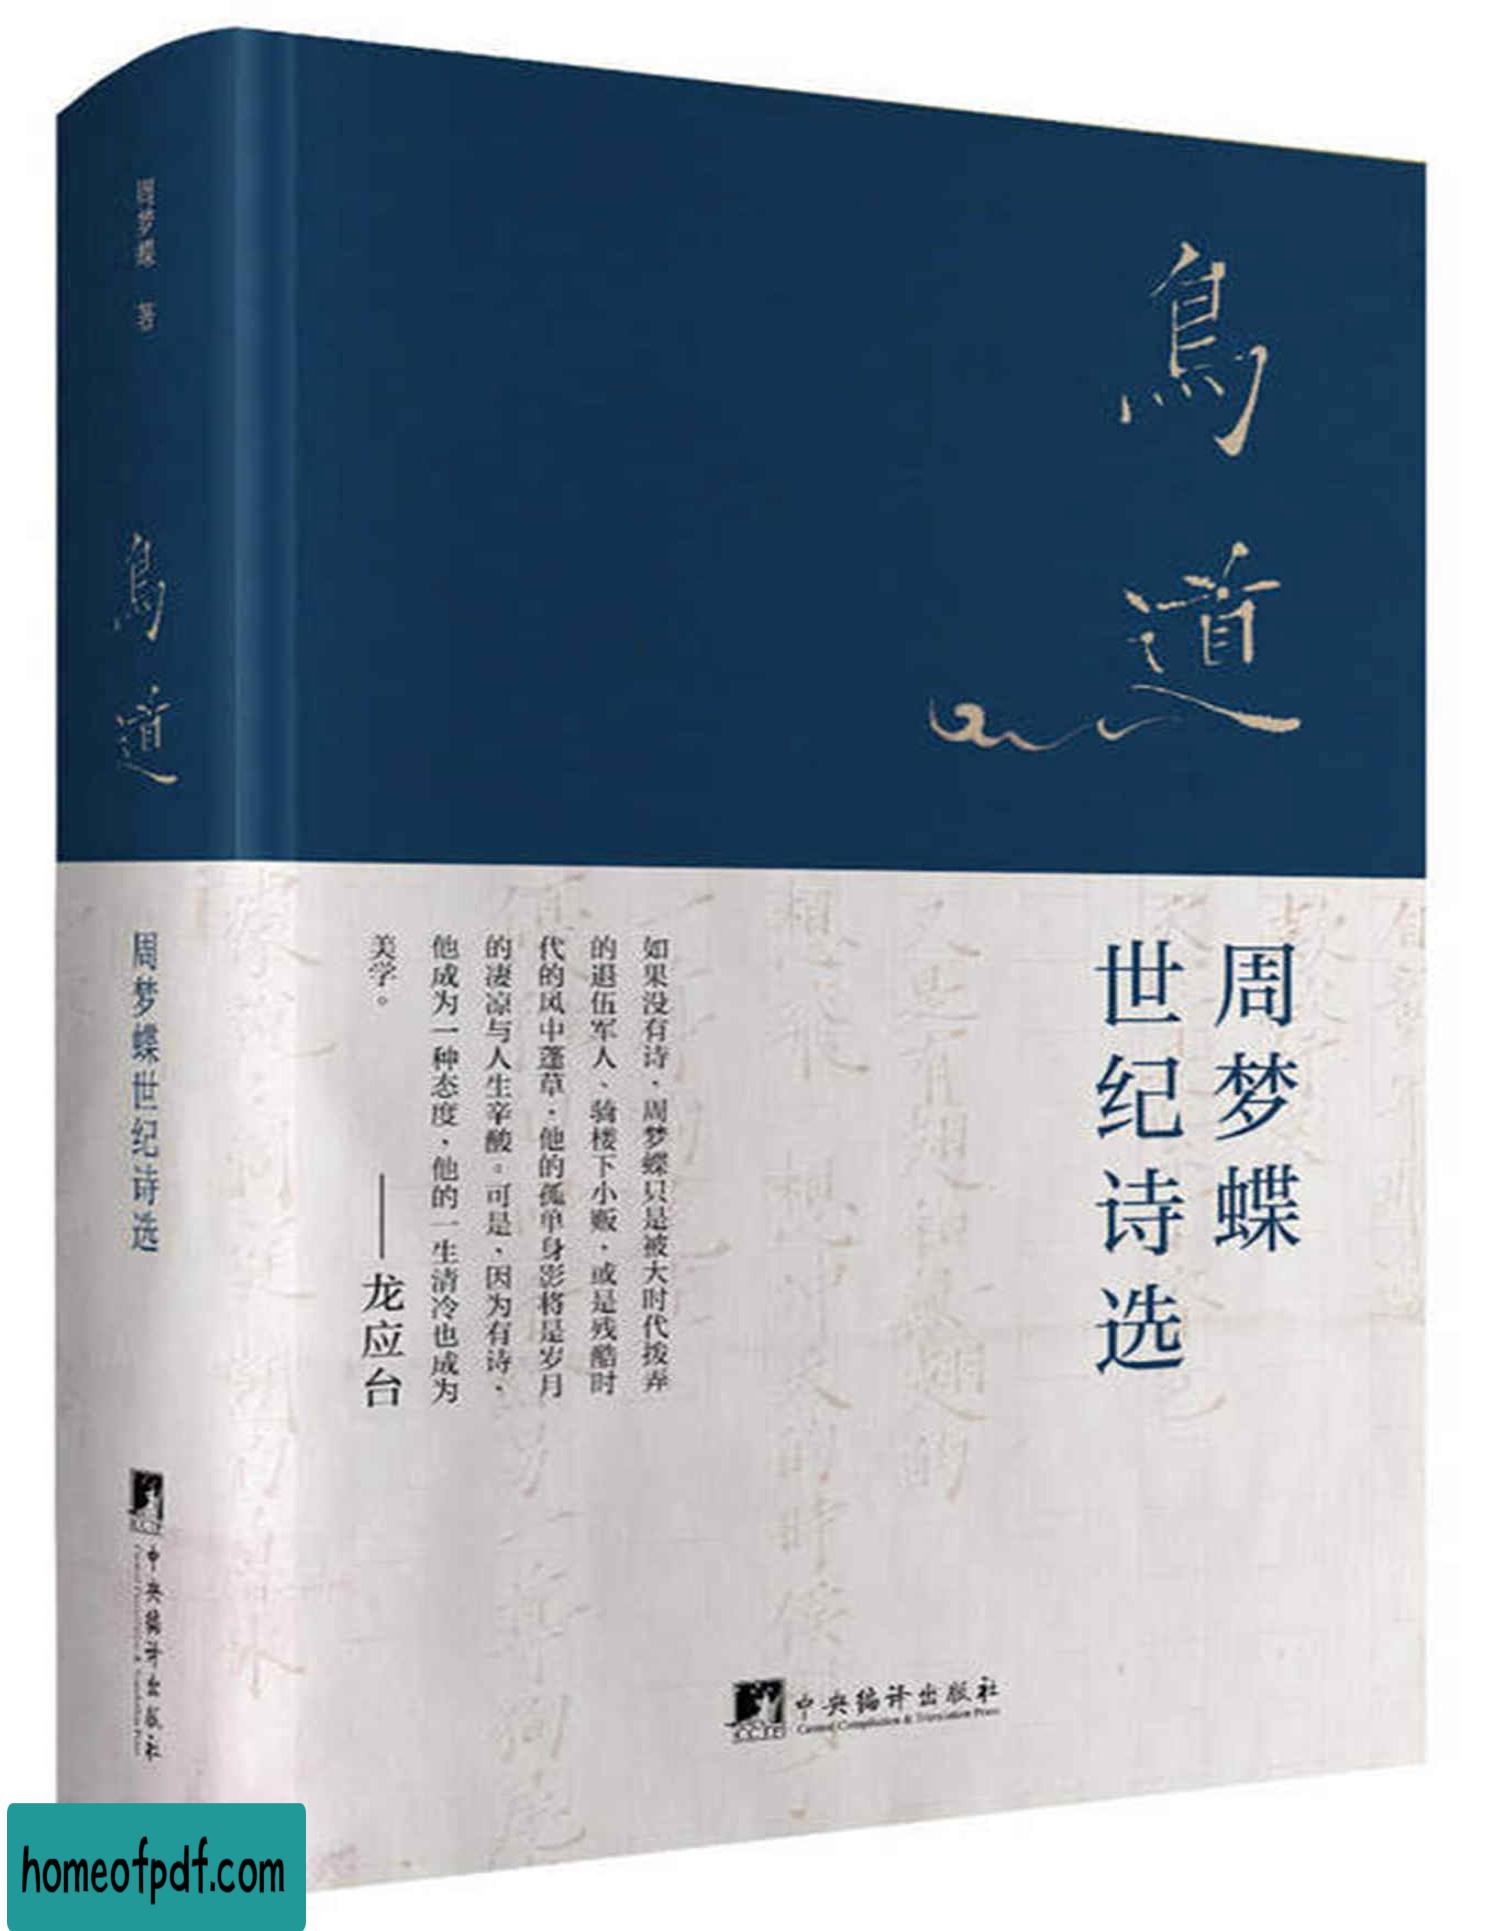 鳥道
周梦蝶
世纪诗选
如果没有诗，周梦蝶只是被大时代拨弄
的退伍军人、骑楼下小贩，或是残酷时
代的风中蓬草，他的孤单身影将是岁月
的凄凉与人生辛酸。可是，因为有诗，
他成为一种态度，他的一生清冷也成为
美学。
——龙应台
中央编译出版社
Central Compilation & Translation Press
CCTP
周梦蝶 著
鳥道
周梦蝶世纪诗选
中央编译出版社
Central Compilation & Translation Press
homeofpdf.com